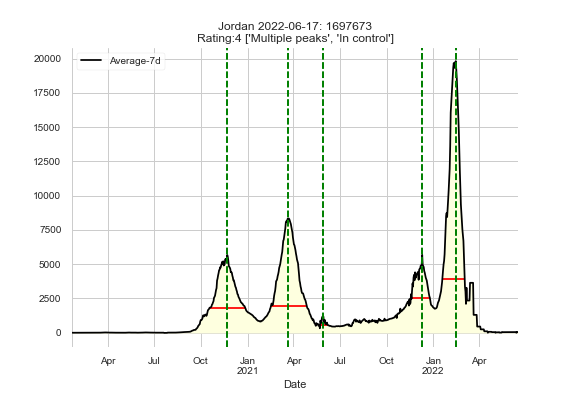 Jordan 2022-06-17: 1697673
Rating:4 ['Multiple peaks', 'In control']
Average-7d
20000
17500
15000
12500
10000
7500
5000
2500
0
Apr Jul Oct Jan Apr Jul Oct Jan Apr
2021 2022
Date